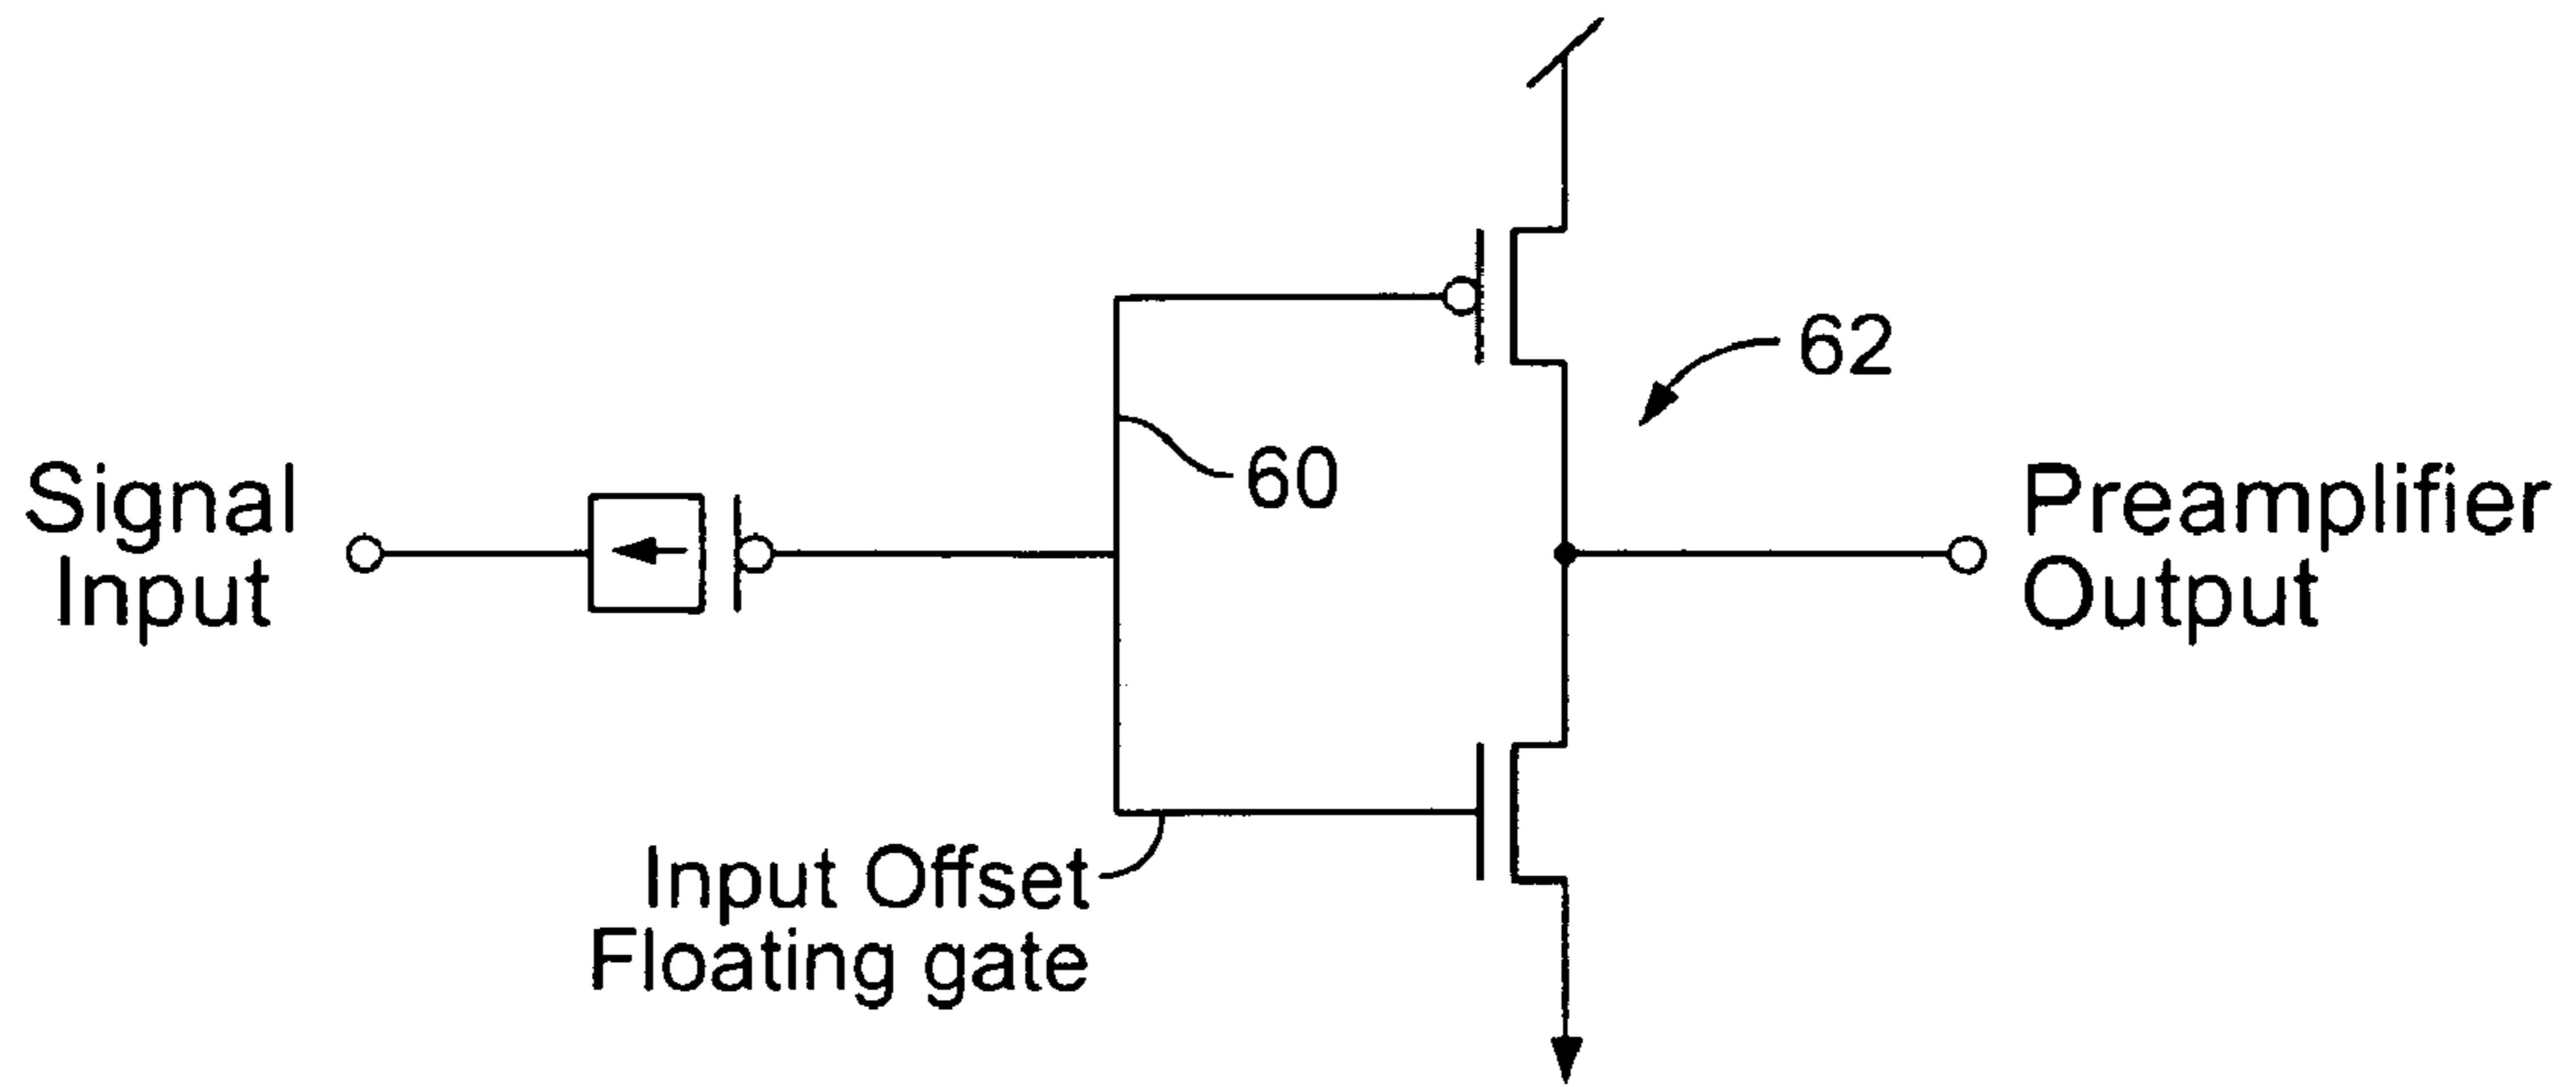 62
60
Signal
Input
Preamplifier
Output
Input Offset
Floating gate